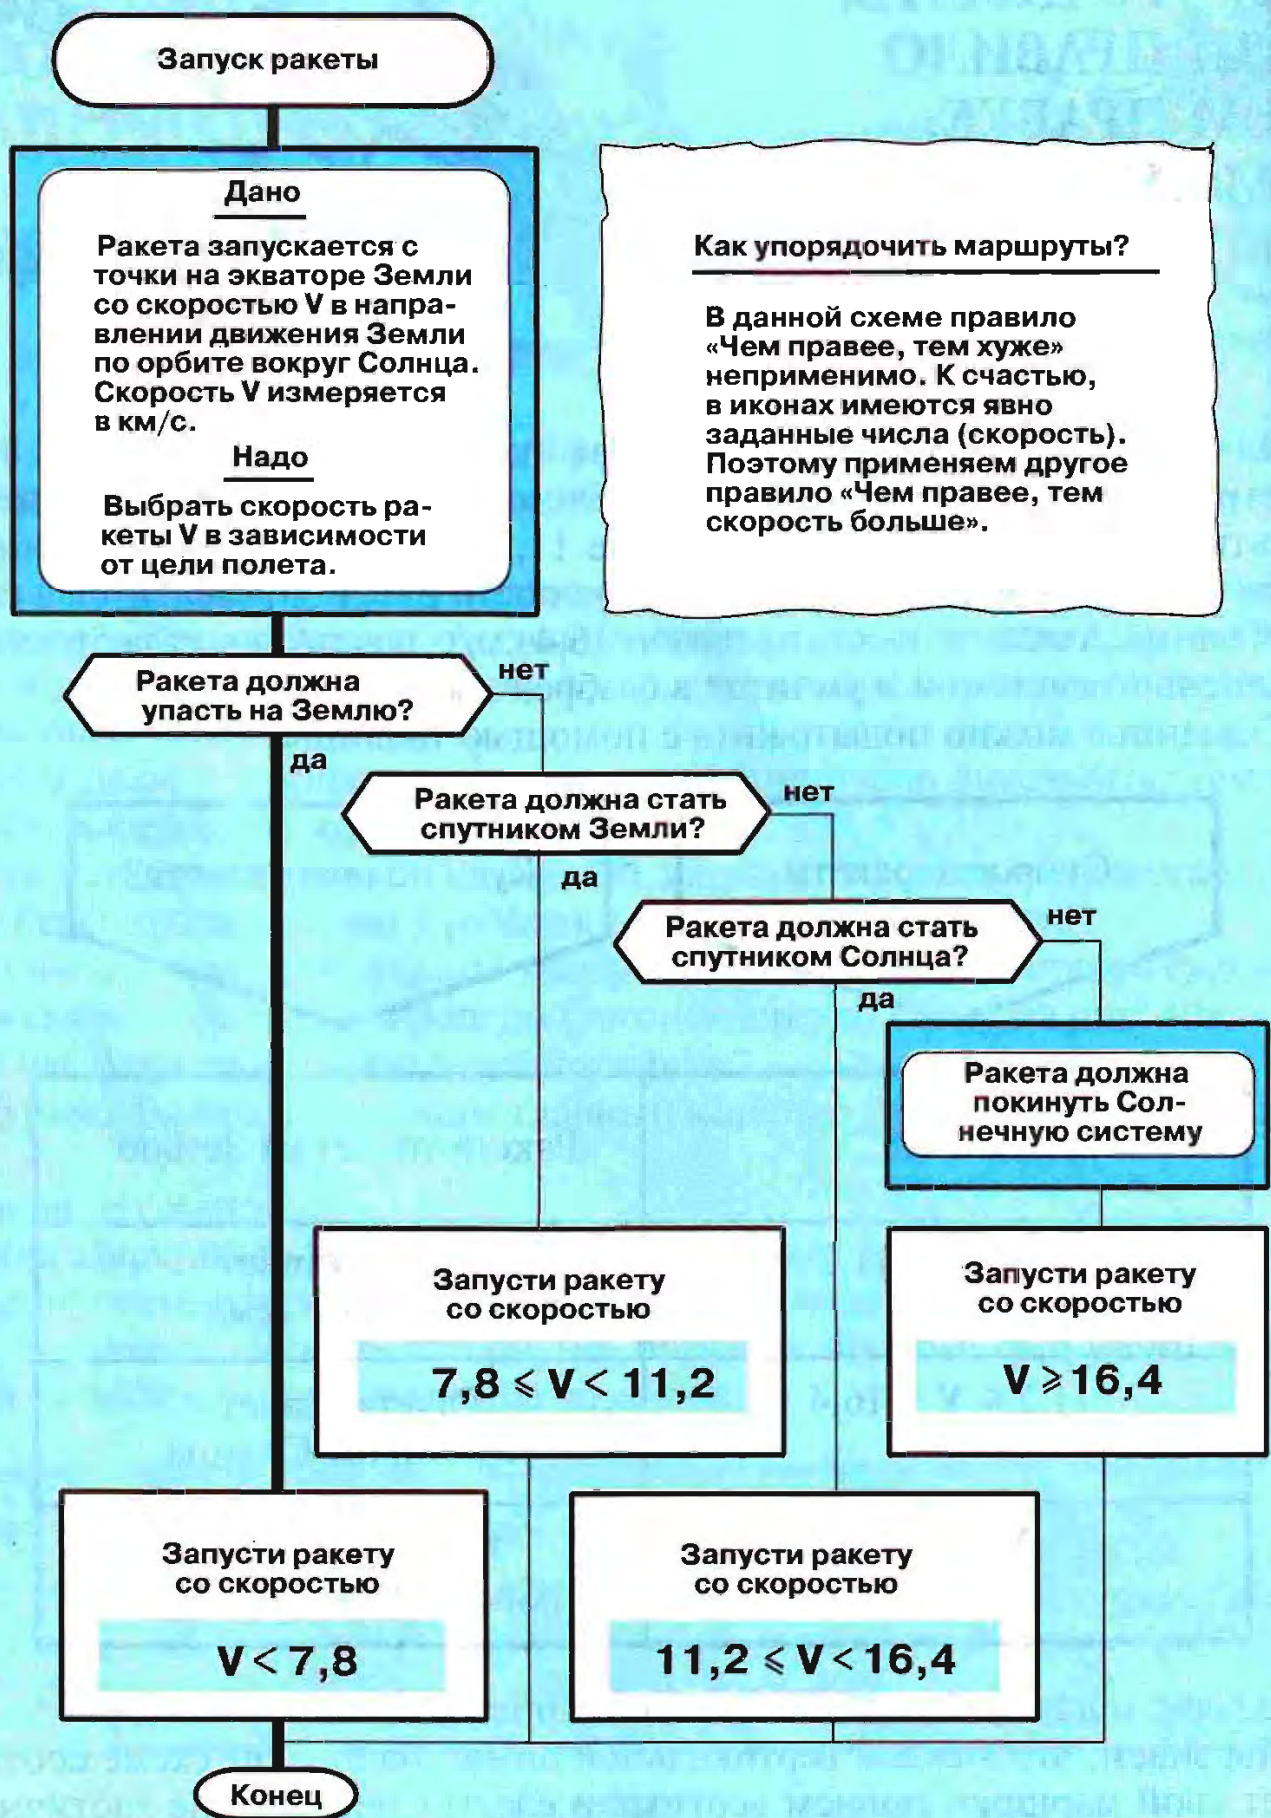 Запуск ракеты
Дано
Ракета запускается с
точки на экваторе Земли
со скоростью V в напра-
влении движения Земли
по орбите вокруг Солнца.
Скорость V измеряется
в км/с.
Надо
Выбрать скорость ра-
кеты V в зависимости
от цели полета.
Как упорядочить маршруты?
В данной схеме правило
«Чем правее, тем хуже»
неприменимо. К счастью,
в иконах имеются явно
заданные числа (скорость).
Поэтому применяем другое
правило «Чем правее, тем
скорость больше».
Ракета должна
упасть на Землю?
нет
да
Ракета должна стать
спутником Земли?
нет
да
Ракета должна стать
спутником Солнца?
нет
да
Ракета должна
покинуть Сол-
нечную систему
Запусти ракету
со скоростью
7,8 ⩽ V < 11,2
Запусти ракету
со скоростью
V ⩾ 16,4
Запусти ракету
со скоростью
V < 7,8
Запусти ракету
со скоростью
11,2 ⩽ V < 16,4
Конец